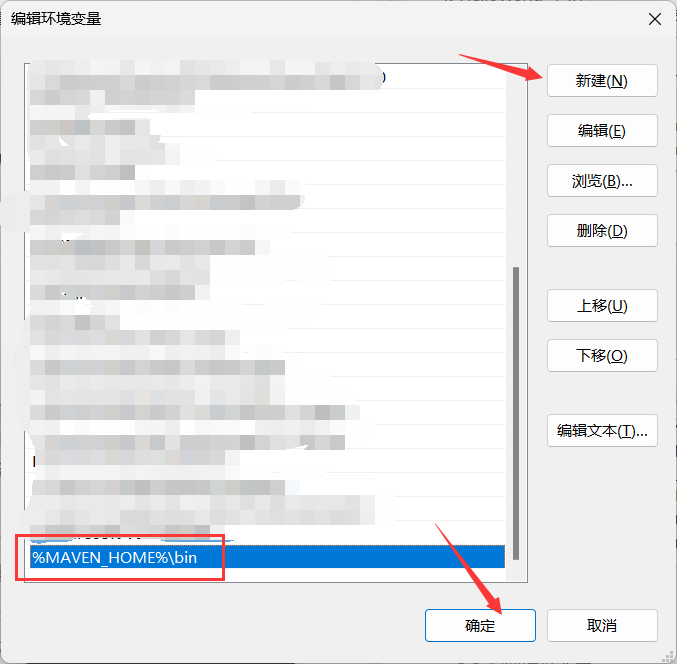 编辑环境变量
新建(N)
编辑(E)
浏览(B)...
删除(D)
上移(U)
下移(O)
编辑文本(T)...
%MAVEN_HOME%\bin
确定
取消